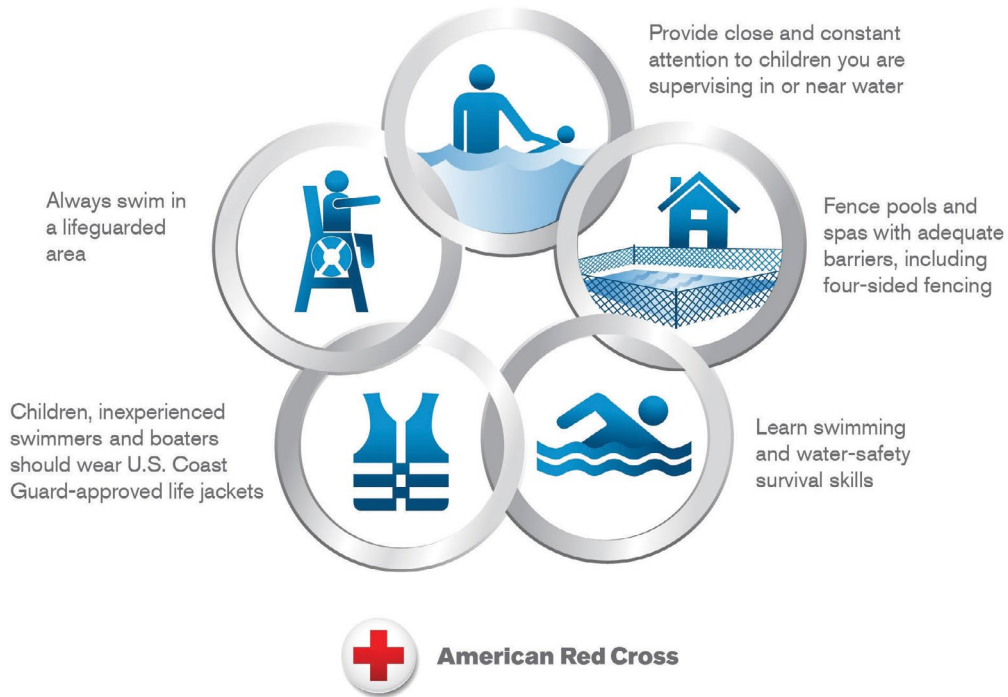 Provide close and constant
attention to children you are
supervising in or near water
Fence pools and
spas with adequate
barriers, including
four-sided fencing
Learn swimming
and water-safety
survival skills
Children, inexperienced
swimmers and boaters
should wear U.S. Coast
Guard-approved life jackets
Always swim in
a lifeguarded
area
American Red Cross